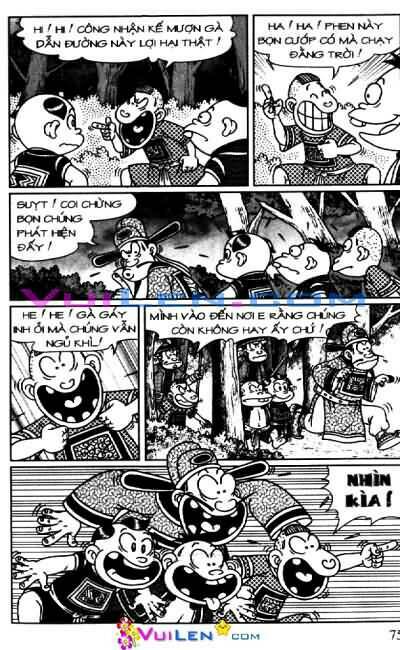 HI! HI! CÔNG NHẬN KẾ MƯỢN GÀ
DẪN ĐƯỜNG NÀY LỢI HẠI THẬT!
HA! HA! PHEN NÀY
BỌN CƯỚP CÓ MÀ CHẠY
ĐẰNG TRỜI!
SUỴT! COI CHỪNG
BỌN CHÚNG
PHÁT HIỆN
ĐẤY!
VUILEN.COM
HE! HE! GÀ GÁY
INH ỎI MÀ CHÚNG VẪN
NGỦ KHÌ!
MÌNH VÀO ĐẾN NƠI E RẰNG CHÚNG
CÒN KHÔNG HAY ẤY CHỨ!
NHÌN
KÌA!
VUILEN.COM
75